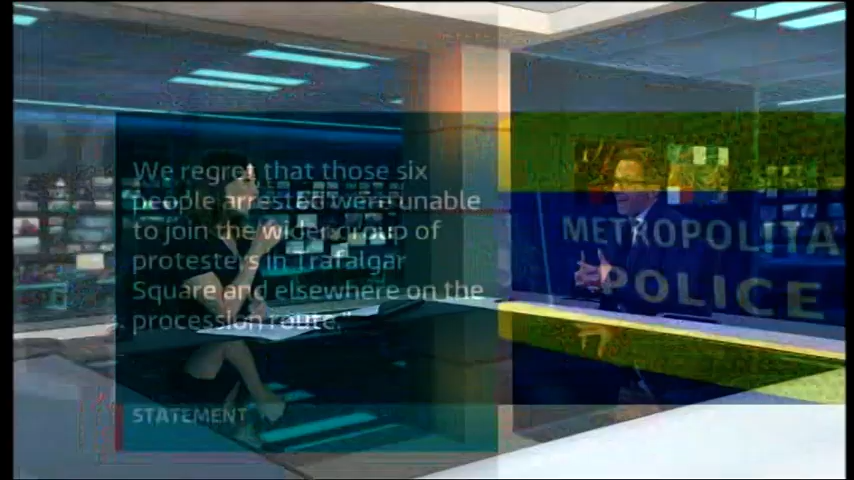 We regret that those six
people arrested were unable
to join the wider group of
protesters in Trafalgar
Square and elsewhere on the
procession route."
STATEMENT
METROPOLITA
POLICE